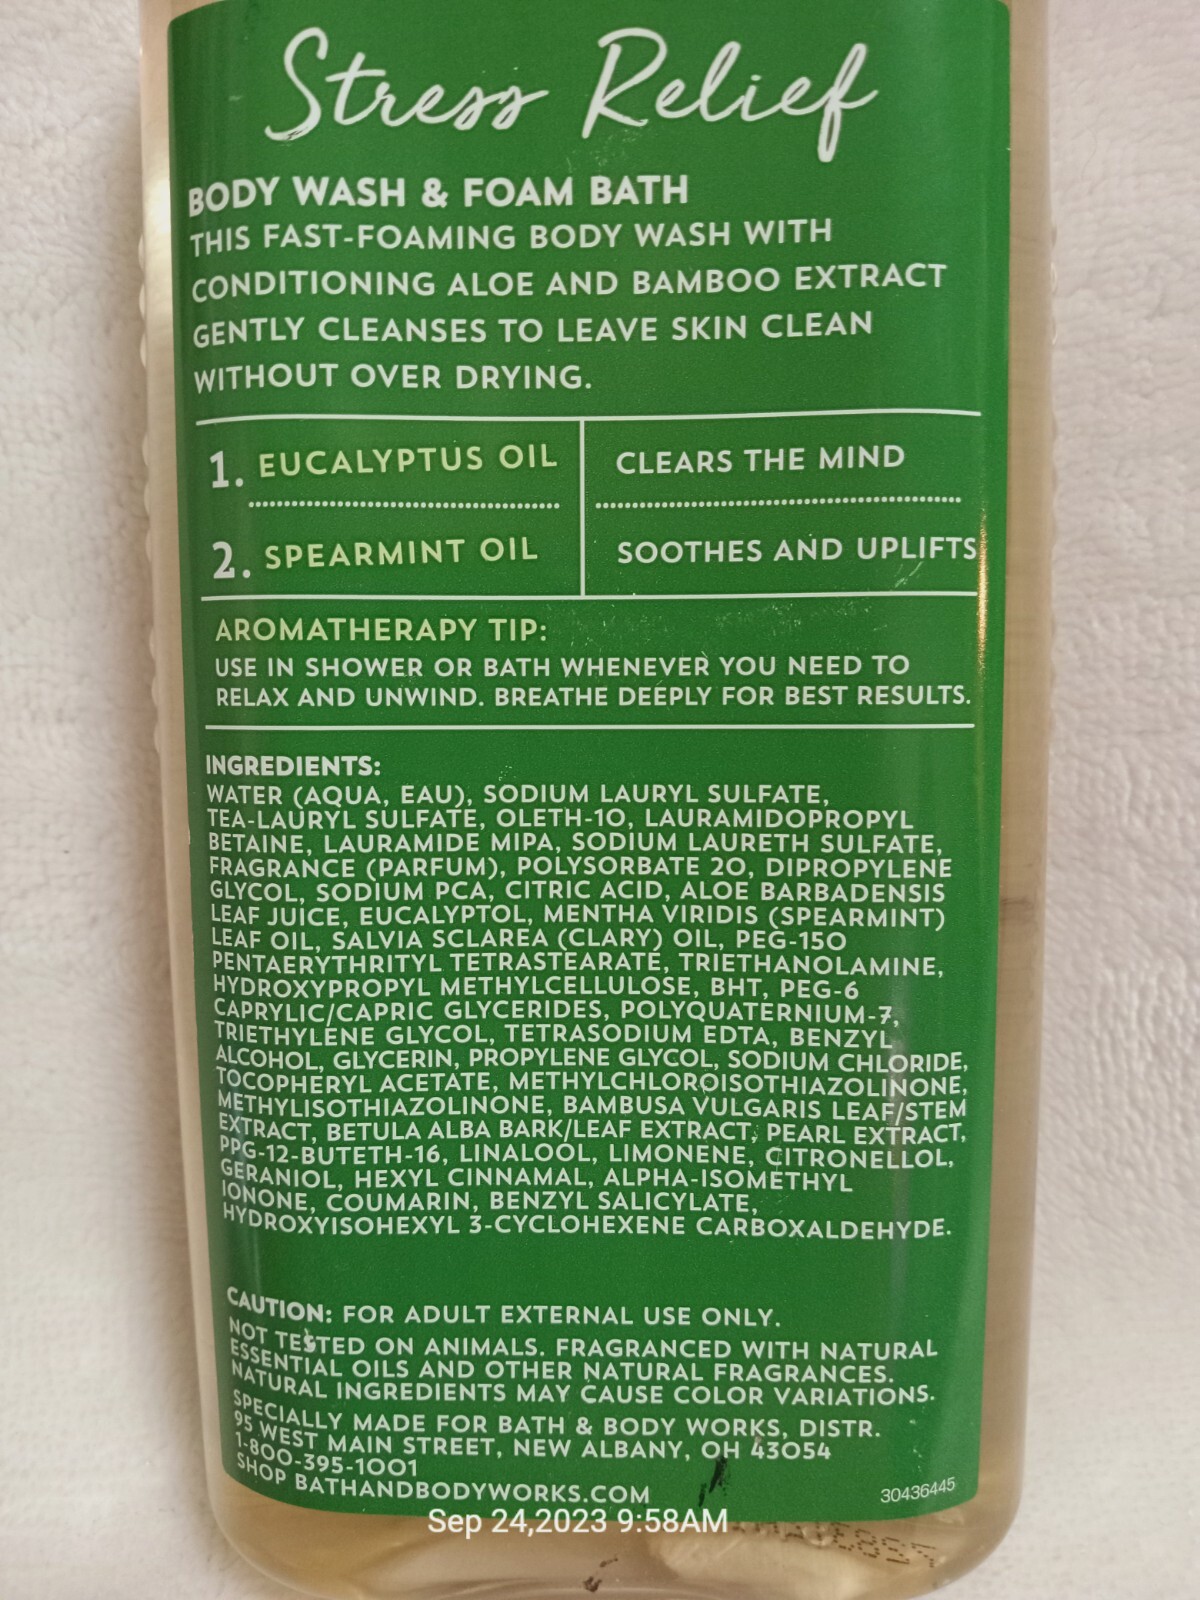 Stress Relief
BODY WASH & FOAM BATH
THIS FAST-FOAMING BODY WASH WITH
CONDITIONING ALOE AND BAMBOO EXTRACT
GENTLY CLEANSES TO LEAVE SKIN CLEAN
WITHOUT OVER DRYING.
1. EUCALYPTUS OIL CLEARS THE MIND
2. SPEARMINT OIL SOOTHES AND UPLIFTS
AROMATHERAPY TIP:
USE IN SHOWER OR BATH WHENEVER YOU NEED TO
RELAX AND UNWIND. BREATHE DEEPLY FOR BEST RESULTS.
INGREDIENTS:
WATER (AQUA, EAU), SODIUM LAURYL SULFATE,
TEA-LAURYL SULFATE, OLETH-10, LAURAMIDOPROPYL
BETAINE, LAURAMIDE MIPA, SODIUM LAURETH SULFATE,
FRAGRANCE (PARFUM), POLYSORBATE 20, DIPROPYLENE
GLYCOL, SODIUM PCA, CITRIC ACID, ALOE BARBADENSIS
LEAF JUICE, EUCALYPTOL, MENTHA VIRIDIS (SPEARMINT)
LEAF OIL, SALVIA SCLAREA (CLARY) OIL, PEG-150
PENTAERYTHRITYL TETRASTEARATE, TRIETHANOLAMINE,
HYDROXYPROPYL METHYLCELLULOSE, BHT, PEG-6
CAPRYLIC/CAPRIC GLYCERIDES, POLYQUATERNIUM-7,
TRIETHYLENE GLYCOL, TETRASODIUM EDTA, BENZYL
ALCOHOL, GLYCERIN, PROPYLENE GLYCOL, SODIUM CHLORIDE,
TOCOPHERYL ACETATE, METHYLCHLOROISOTHIAZOLINONE,
METHYLISOTHIAZOLINONE, BAMBUSA VULGARIS LEAF/STEM
EXTRACT, BETULA ALBA BARK/LEAF EXTRACT, PEARL EXTRACT,
PPG-12-BUTETH-16, LINALOOL, LIMONENE, CITRONELLOL,
GERANIOL, HEXYL CINNAMAL, ALPHA-ISOMETHYL
IONONE, COUMARIN, BENZYL SALICYLATE,
HYDROXYISOHEXYL 3-CYCLOHEXENE CARBOXALDEHYDE.
CAUTION: FOR ADULT EXTERNAL USE ONLY.
NOT TESTED ON ANIMALS. FRAGRANCED WITH NATURAL
ESSENTIAL OILS AND OTHER NATURAL FRAGRANCES.
NATURAL INGREDIENTS MAY CAUSE COLOR VARIATIONS.
SPECIALLY MADE FOR BATH & BODY WORKS, DISTR.
95 WEST MAIN STREET, NEW ALBANY, OH 43054
1-800-395-1001
SHOP BATHANDBODYWORKS.COM
30436445
Sep 24,2023 9:58AM